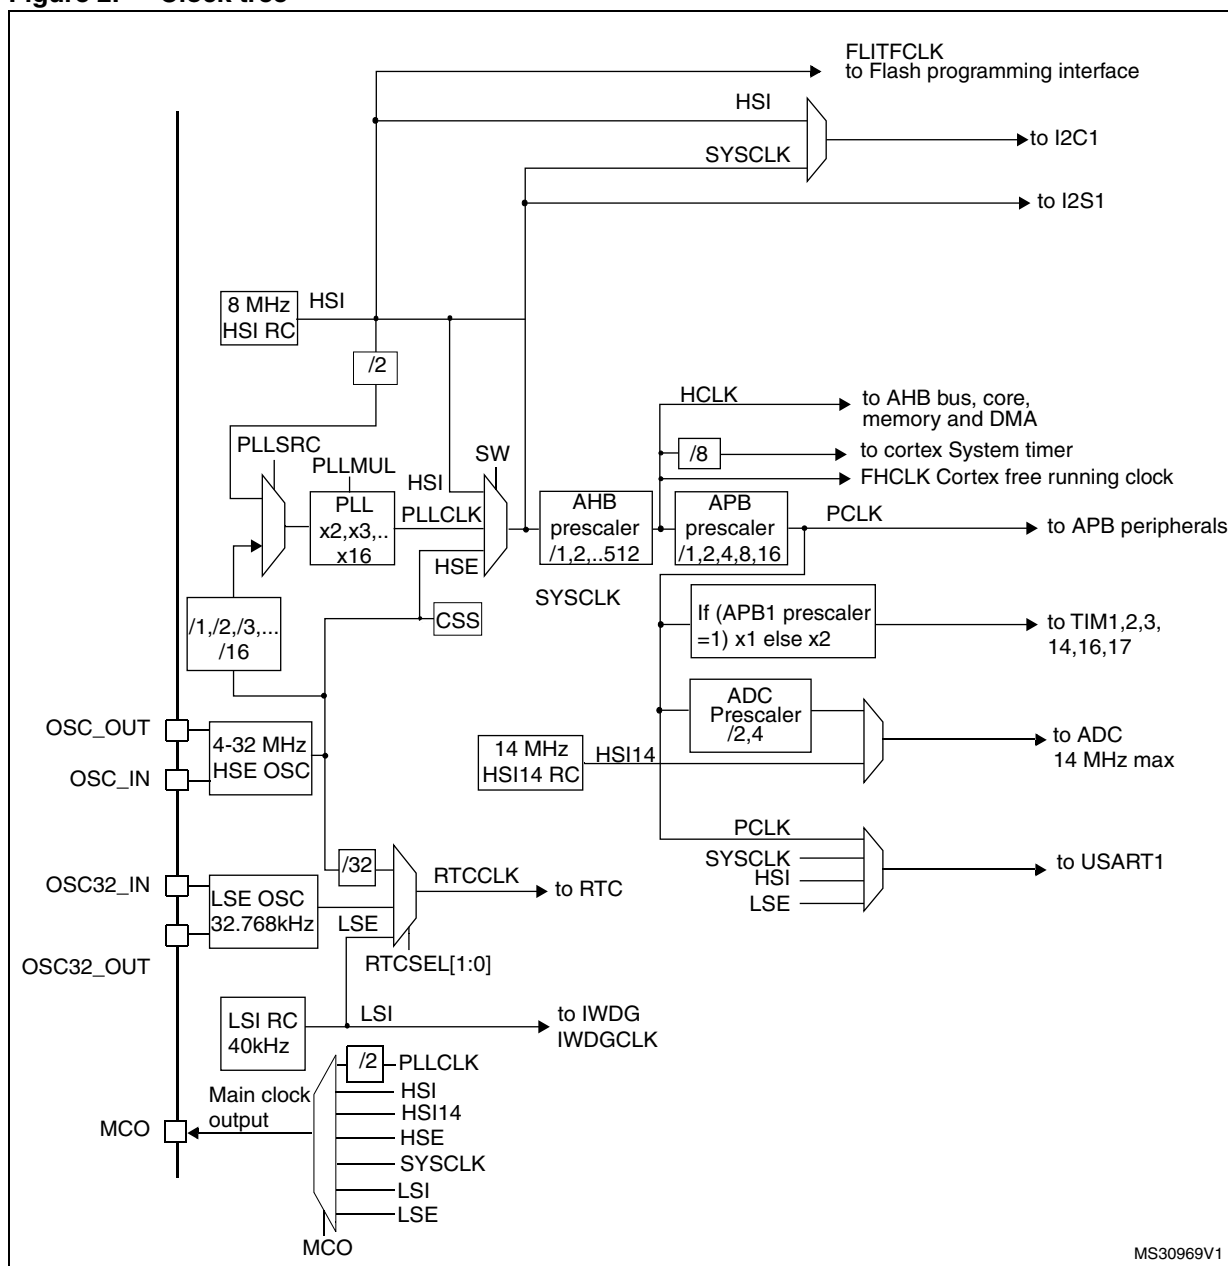 FLITFCLK
to Flash programming interface
HSI
to I2C1
SYSCLK
to I2S1
8 MHz
HSI RC
HSI
/2
HCLK
to AHB bus, core,
memory and DMA
/8
to cortex System timer
FHCLK Cortex free running clock
PLLSRC
PLLMUL
PLL
x2,x3,..
x16
SW
HSI
PLLCLK
HSE
AHB
prescaler
/1,2,..512
APB
prescaler
/1,2,4,8,16
PCLK
to APB peripherals
SYSCLK
CSS
/1,/2,/3,...
/16
If (APB1 prescaler
=1) x1 else x2
to TIM1,2,3,
14,16,17
OSC_OUT
OSC_IN
4-32 MHz
HSE OSC
14 MHz
HSI14 RC
HSI14
ADC
Prescaler
/2,4
to ADC
14 MHz max
PCLK
SYSCLK
HSI
LSE
to USART1
/32
OSC32_IN
OSC32_OUT
LSE OSC
32.768kHz
LSE
RTCCLK
to RTC
RTCSEL[1:0]
LSI RC
40kHz
LSI
to IWDG
IWDGCLK
/2
PLLCLK
HSI
HSI14
HSE
SYSCLK
LSI
LSE
Main clock
output
MCO
MCO
MS30969V1